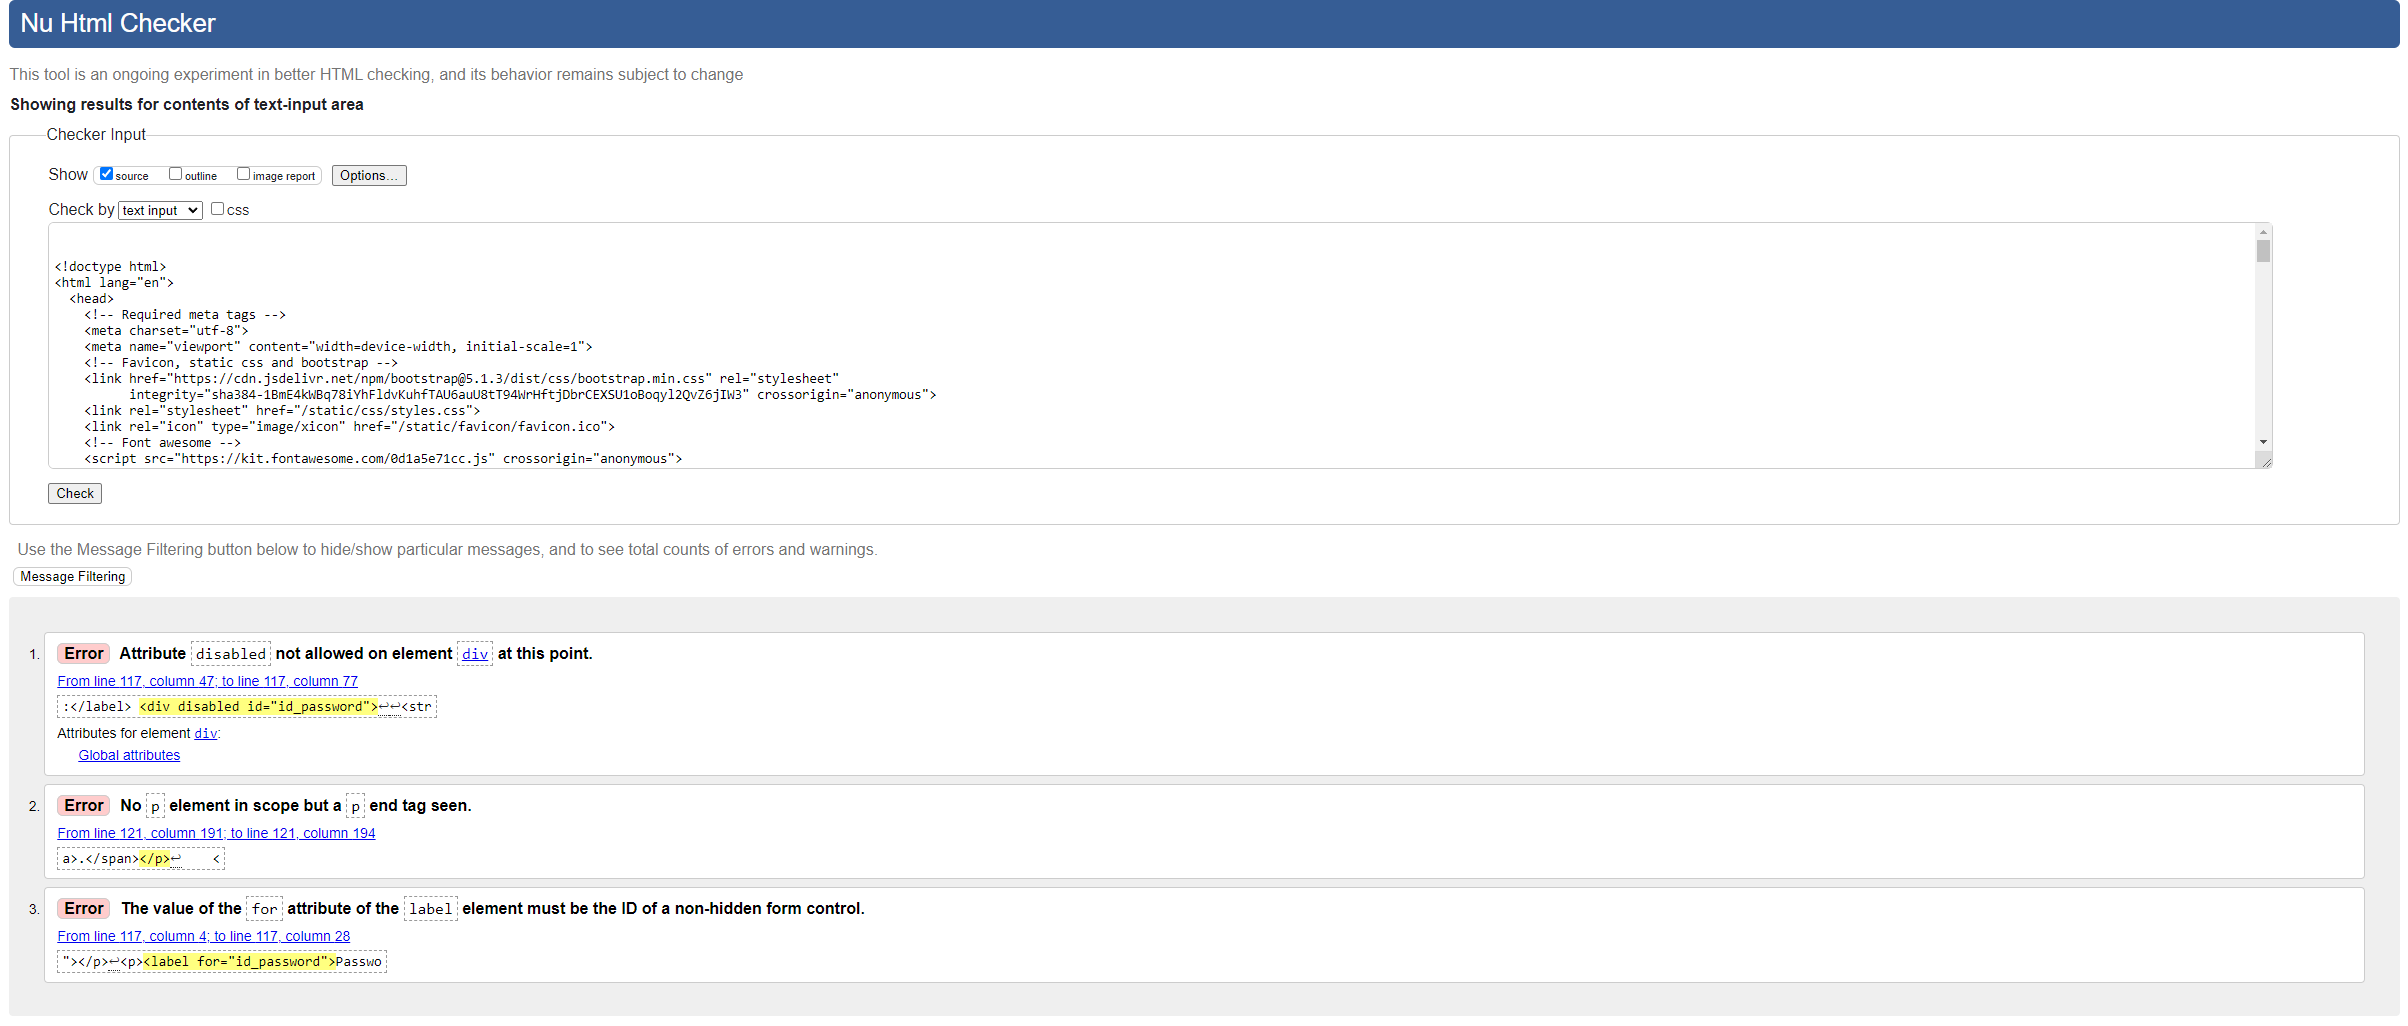 Nu Html Checker
This tool is an ongoing experiment in better HTML checking, and its behavior remains subject to change
Showing results for contents of text-input area
Checker Input
Show source outline image report Options...
Check by text input css
<!doctype html>
<html lang="en">
<head>
<!-- Required meta tags -->
<meta charset="utf-8">
<meta name="viewport" content="width=device-width, initial-scale=1">
<!-- Favicon, static css and bootstrap -->
<link href="https://cdn.jsdelivr.net/npm/bootstrap@5.1.3/dist/css/bootstrap.min.css" rel="stylesheet"
integrity="sha384-1BmE4kWBq78iYhFldvKuhfTAU6auU8tT94WrHftjDbrCEXSU1oBoqyl2QvZ6jIW3" crossorigin="anonymous">
<link rel="stylesheet" href="/static/css/styles.css">
<link rel="icon" type="image/xicon" href="/static/favicon/favicon.ico">
<!-- Font awesome -->
<script src="https://kit.fontawesome.com/0d1a5e71cc.js" crossorigin="anonymous">
Check
Use the Message Filtering button below to hide/show particular messages, and to see total counts of errors and warnings.
Message Filtering
1. Error Attribute disabled not allowed on element div at this point.
From line 117, column 47; to line 117, column 77
:</label> <div disabled id="id_password">↩↩<str
Attributes for element div:
Global attributes
2. Error No p element in scope but a p end tag seen.
From line 121, column 191; to line 121, column 194
a>.</span></p>↩ <
3. Error The value of the for attribute of the label element must be the ID of a non-hidden form control.
From line 117, column 4; to line 117, column 28
"></p>↩<p><label for="id_password">Passwo